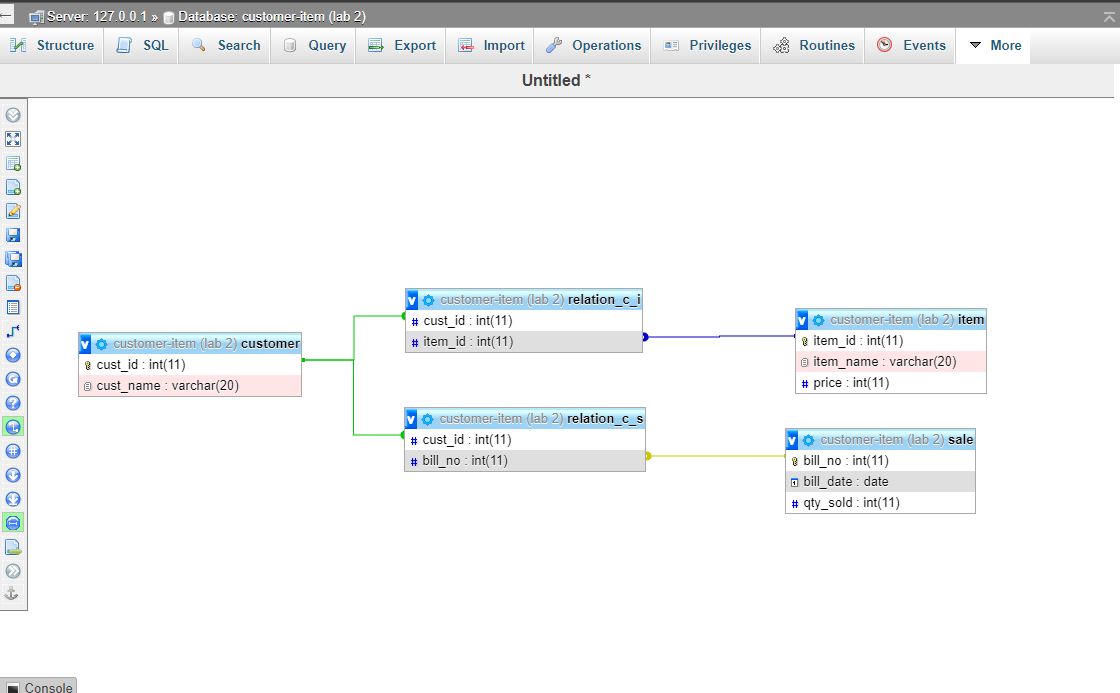 Server: 127.0.0.1 » Database: customer-item (lab 2)
Structure SQL Search Query Export Import Operations Privileges Routines Events More
Untitled *
customer-item (lab 2) customer
cust_id : int(11)
cust_name : varchar(20)
customer-item (lab 2) relation_c_i
cust_id : int(11)
item_id : int(11)
customer-item (lab 2) relation_c_s
cust_id : int(11)
bill_no : int(11)
customer-item (lab 2) item
item_id : int(11)
item_name : varchar(20)
price : int(11)
customer-item (lab 2) sale
bill_no : int(11)
bill_date : date
qty_sold : int(11)
Console